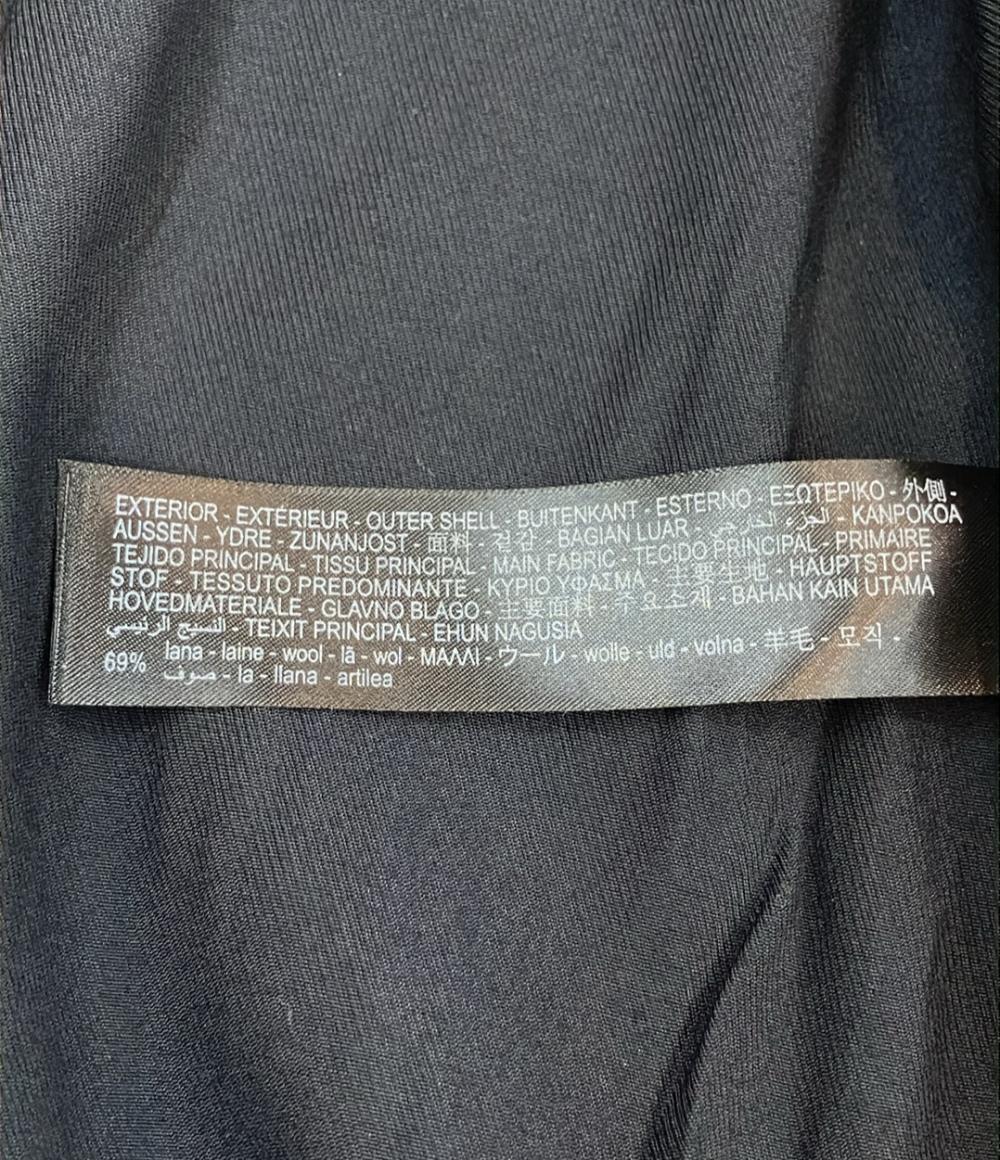 EXTERIOR - EXTÉRIEUR - OUTER SHELL - BUITENKANT - ESTERNO - ΕΞΩΤΕΡΙΚΟ - 外側 -
AUSSEN - YDRE - ZUNANJOST - 面料 - 겉감 - BAGIAN LUAR - الجزء الخارجي - KANPOKOA
TEJIDO PRINCIPAL - TISSU PRINCIPAL - MAIN FABRIC - TECIDO PRINCIPAL - PRIMAIRE
STOF - TESSUTO PREDOMINANTE - ΚΥΡΙΟ ΥΦΑΣΜΑ - 主要生地 - HAUPTSTOFF
HOVEDMATERIALE - GLAVNO BLAGO - 主要面料 - 주요소재 - BAHAN KAIN UTAMA
النسيج الرئيسي - TEIXIT PRINCIPAL - EHUN NAGUSIA
69% lana - laine - wool - lã - wol - ΜΑΛΛΙ - ウール - wolle - uld - volna - 羊毛 - 모직 -
صوف - la - llana - artilea